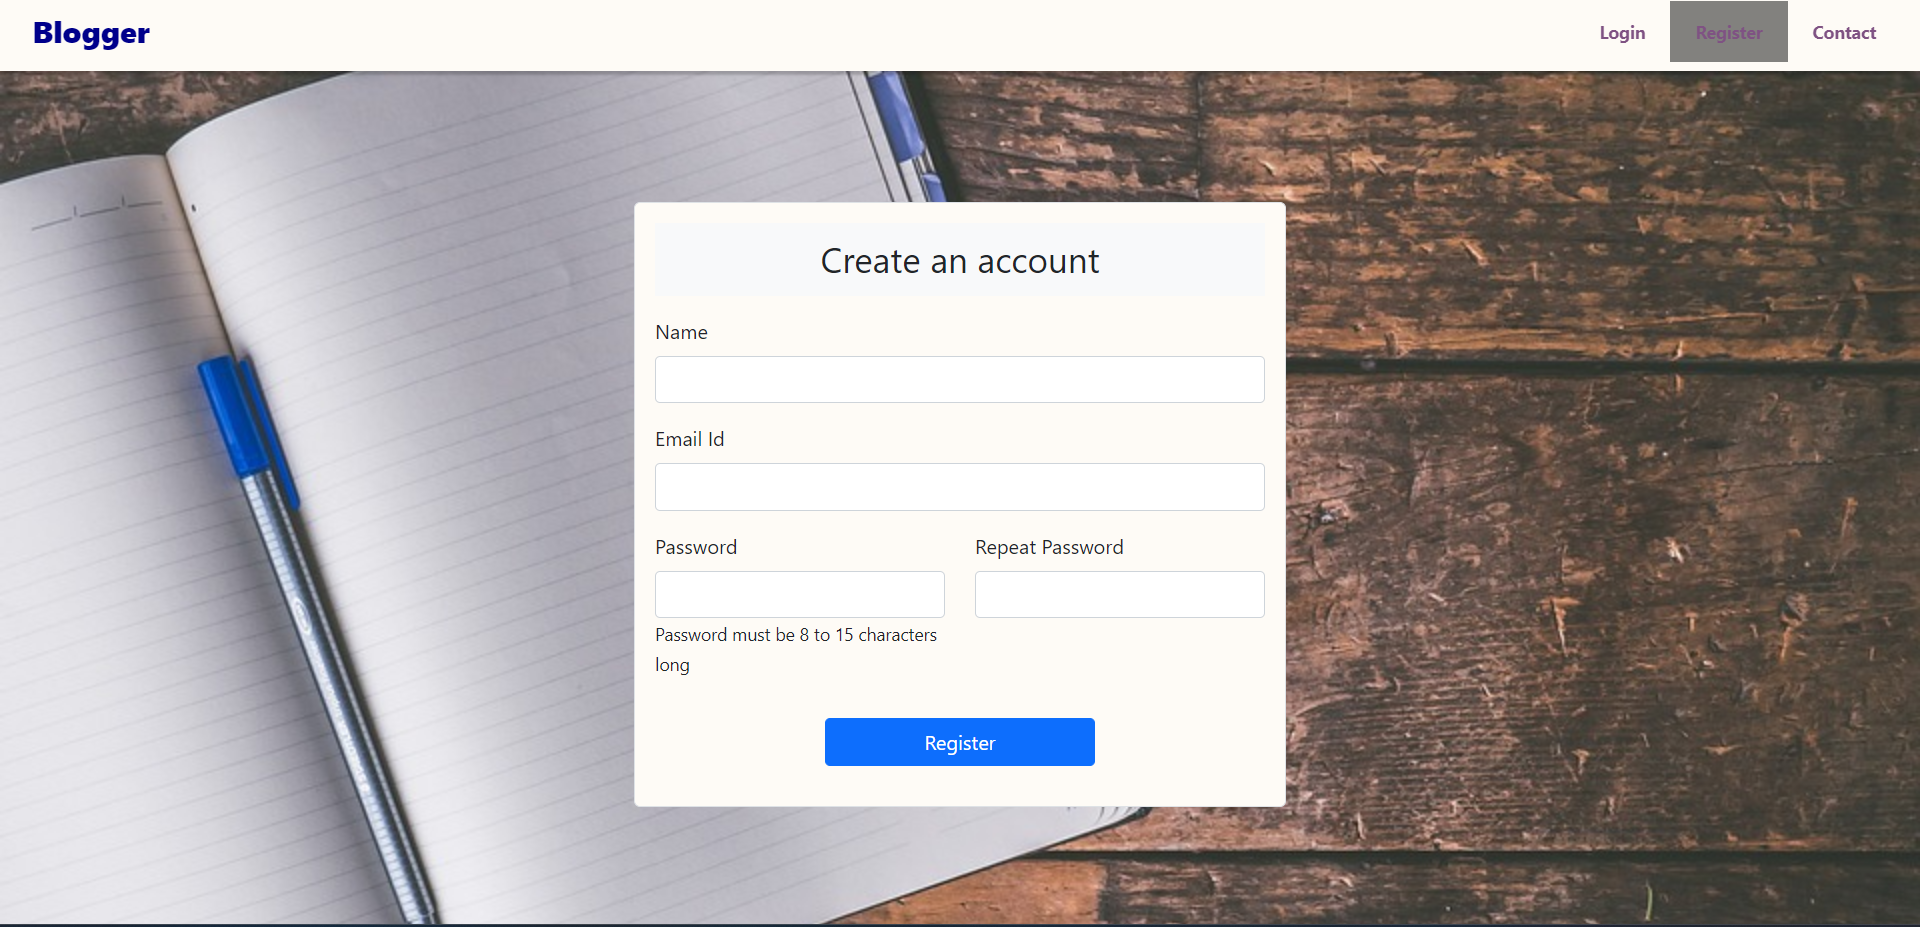 Blogger
Login
Register
Contact
Create an account
Name
Email Id
Password
Repeat Password
Password must be 8 to 15 characters
long
Register